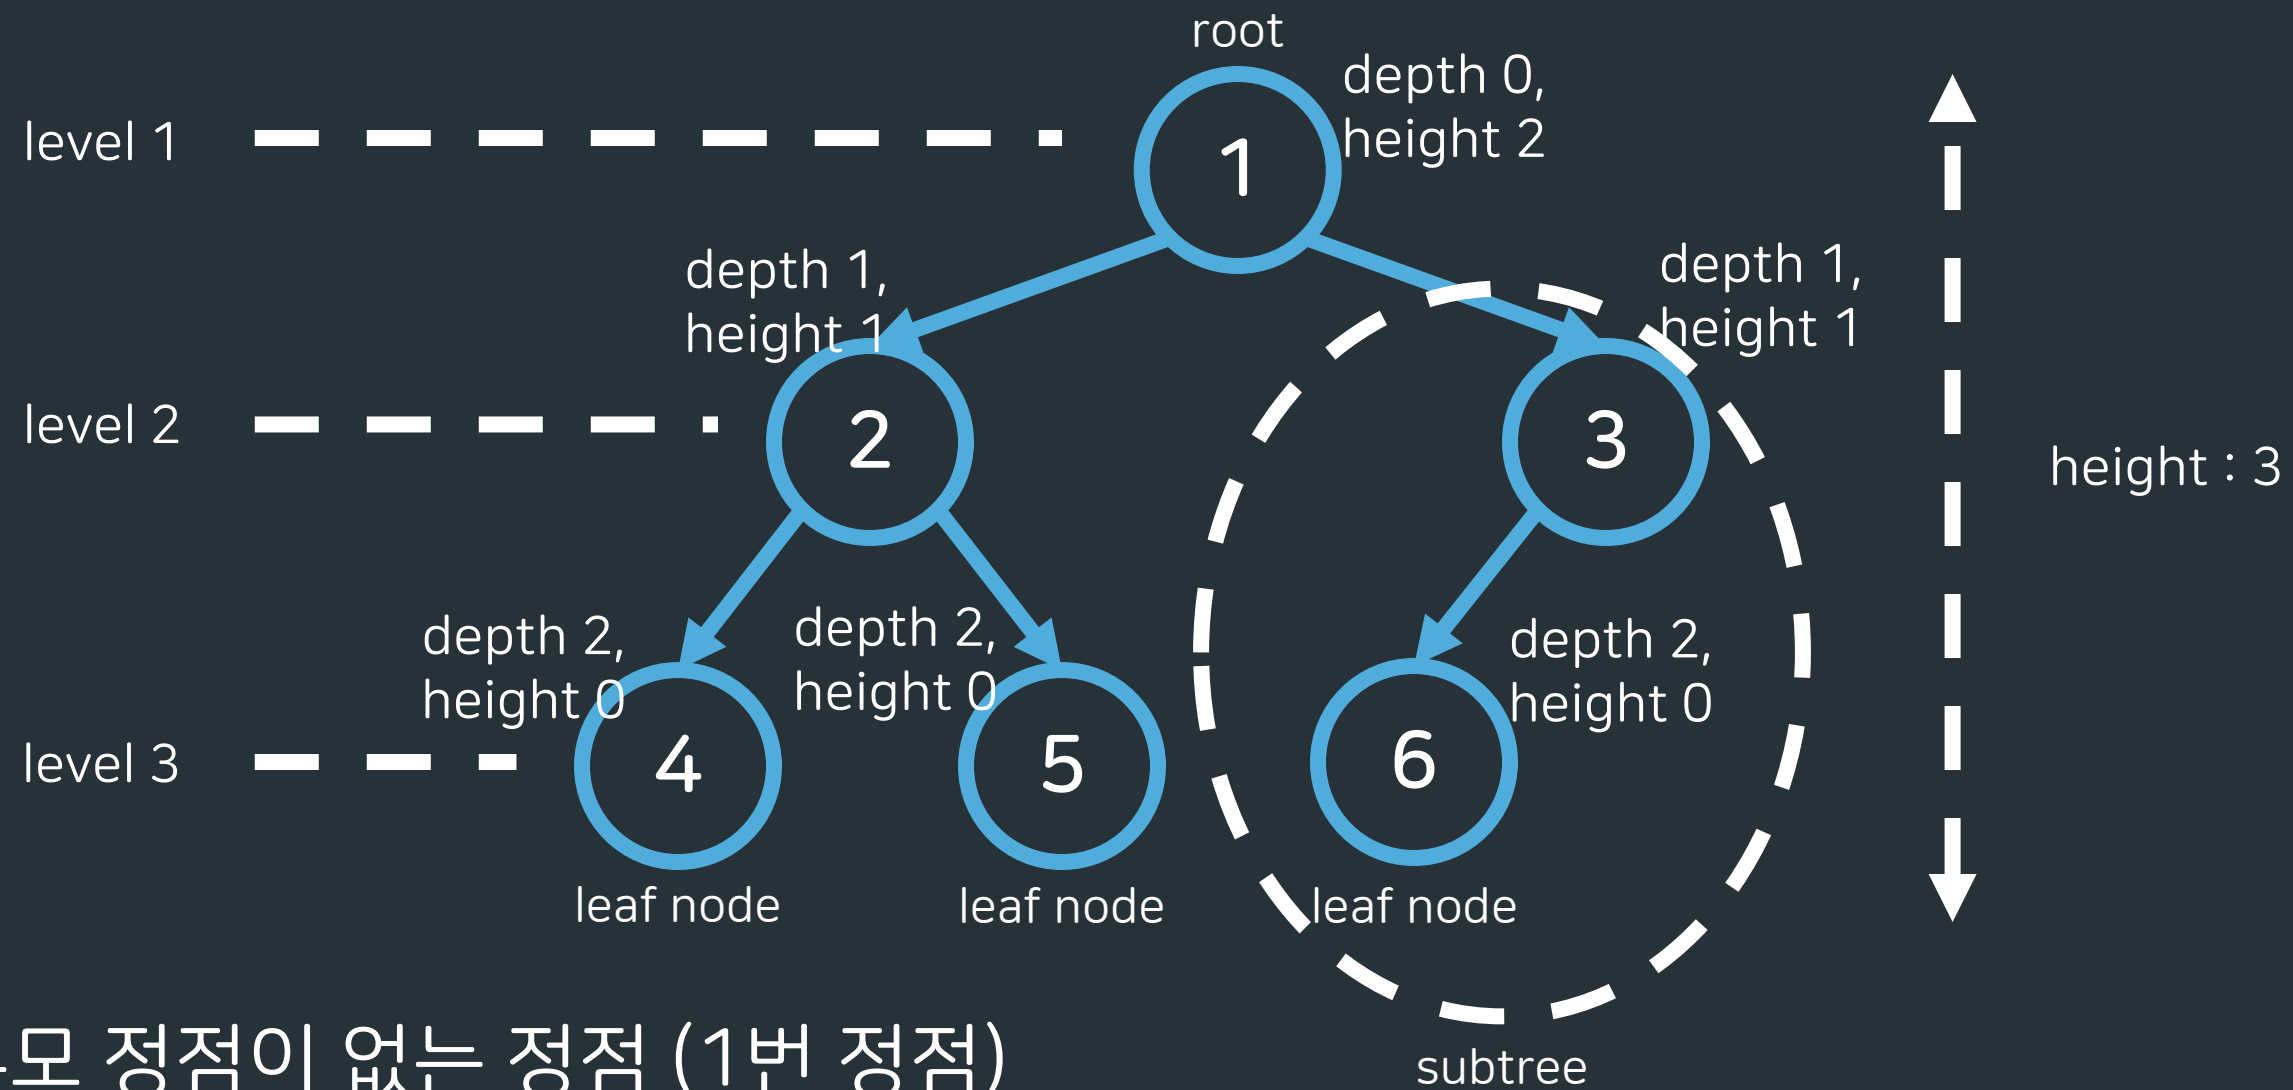 root
depth 0,
height 2
level 1
1
depth 1,
height 1
depth 1,
height 1
level 2
2
3
height : 3
depth 2,
height 0
depth 2,
height 0
depth 2,
height 0
level 3
4
5
6
leaf node
leaf node
leaf node
정점이 없는 정점 (1번 정점)
subtree